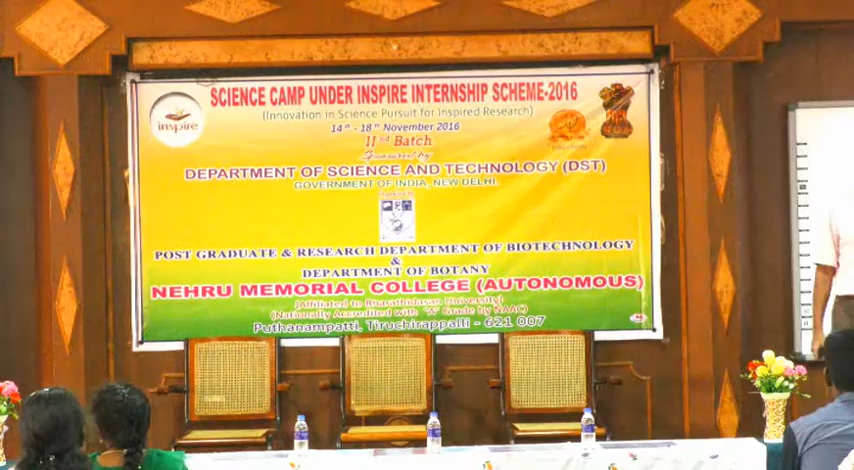 inspire
SCIENCE CAMP UNDER INSPIRE INTERNSHIP SCHEME-2016
(Innovation in Science Pursuit for Inspired Research)
14th - 18th November 2016
IInd Batch
Sponsored by
DEPARTMENT OF SCIENCE AND TECHNOLOGY (DST)
GOVERNMENT OF INDIA, NEW DELHI
POST GRADUATE & RESEARCH DEPARTMENT OF BIOTECHNOLOGY
&
DEPARTMENT OF BOTANY
NEHRU MEMORIAL COLLEGE (AUTONOMOUS)
(Affiliated to Bharathidasan University)
(Nationally Accredited with "A" Grade by NAAC)
Puthanampatti, Tiruchirappalli - 621 007